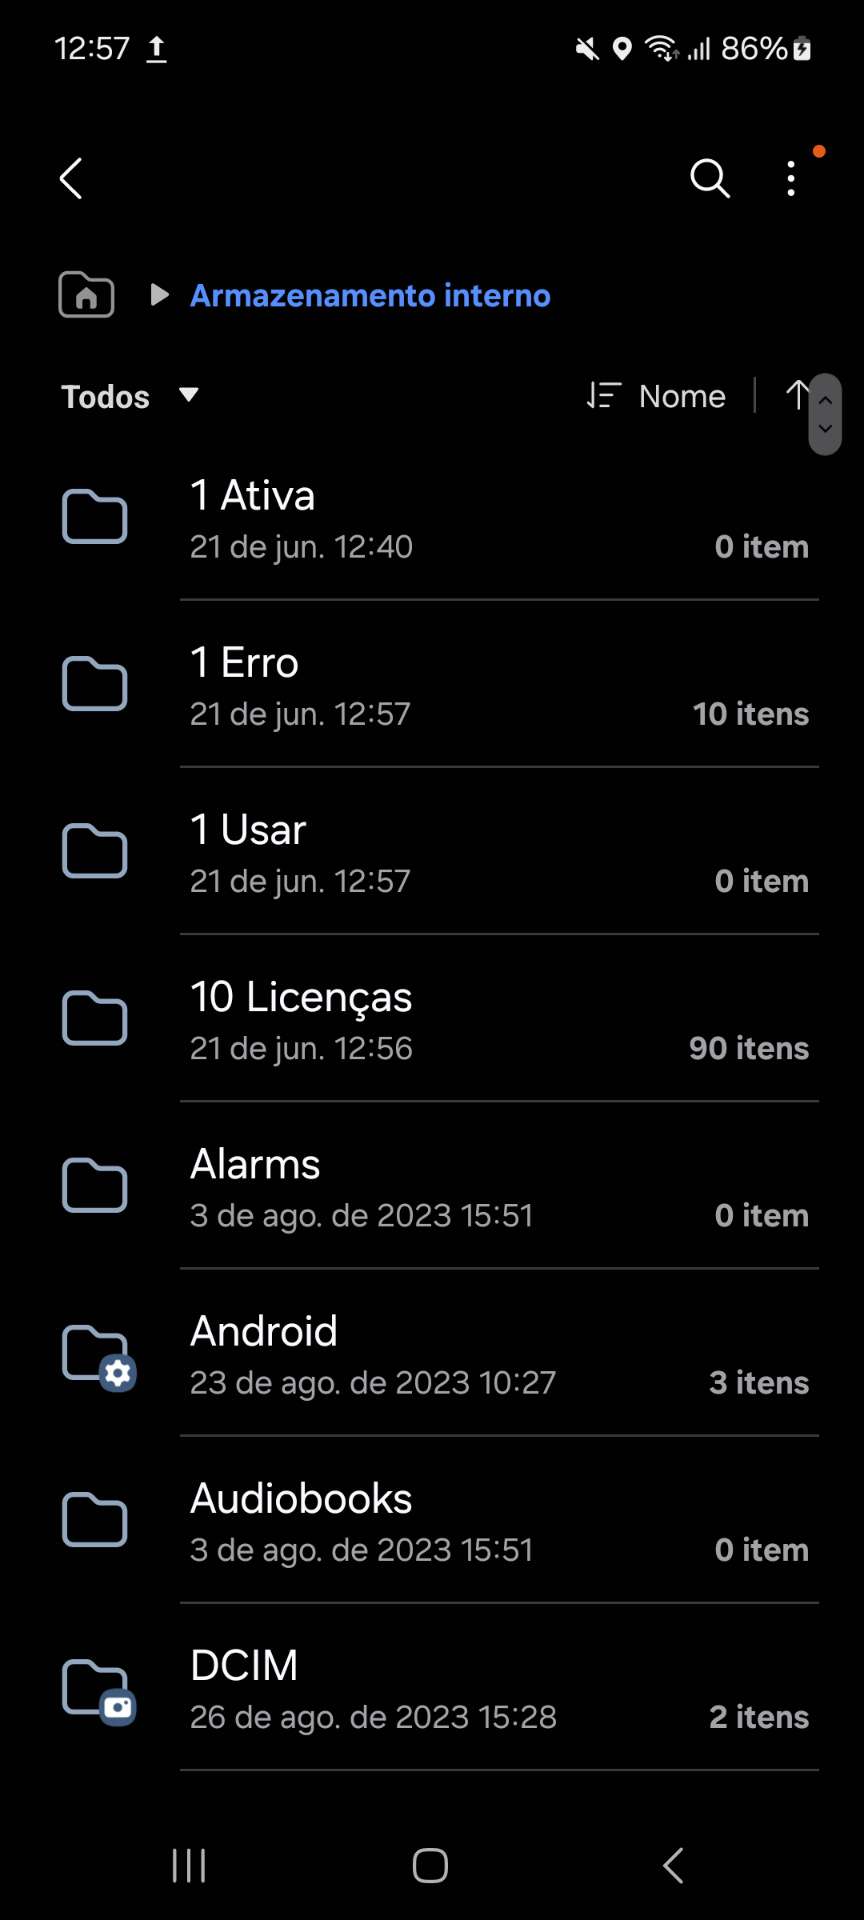 12:57
86%
Armazenamento interno
Todos
Nome
1 Ativa
21 de jun. 12:40
0 item
1 Erro
21 de jun. 12:57
10 itens
1 Usar
21 de jun. 12:57
0 item
10 Licenças
21 de jun. 12:56
90 itens
Alarms
3 de ago. de 2023 15:51
0 item
Android
23 de ago. de 2023 10:27
3 itens
Audiobooks
3 de ago. de 2023 15:51
0 item
DCIM
26 de ago. de 2023 15:28
2 itens